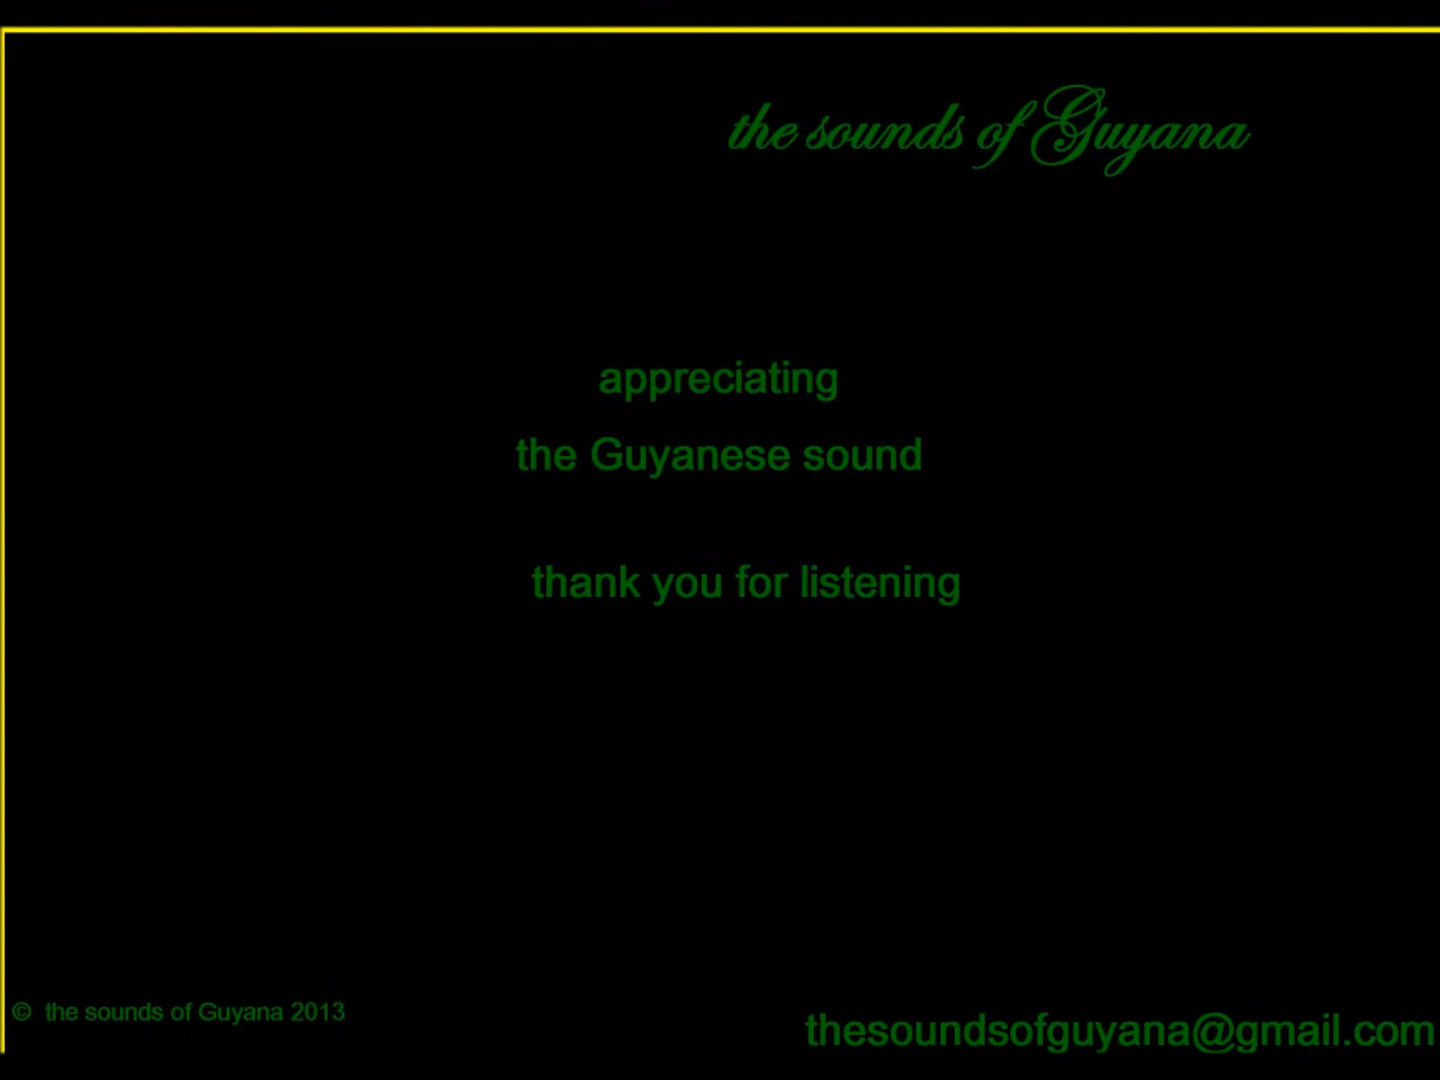 the sounds of Guyana
appreciating
the Guyanese sound
thank you for listening
© the sounds of Guyana 2013
thesoundsofguyana@gmail.com